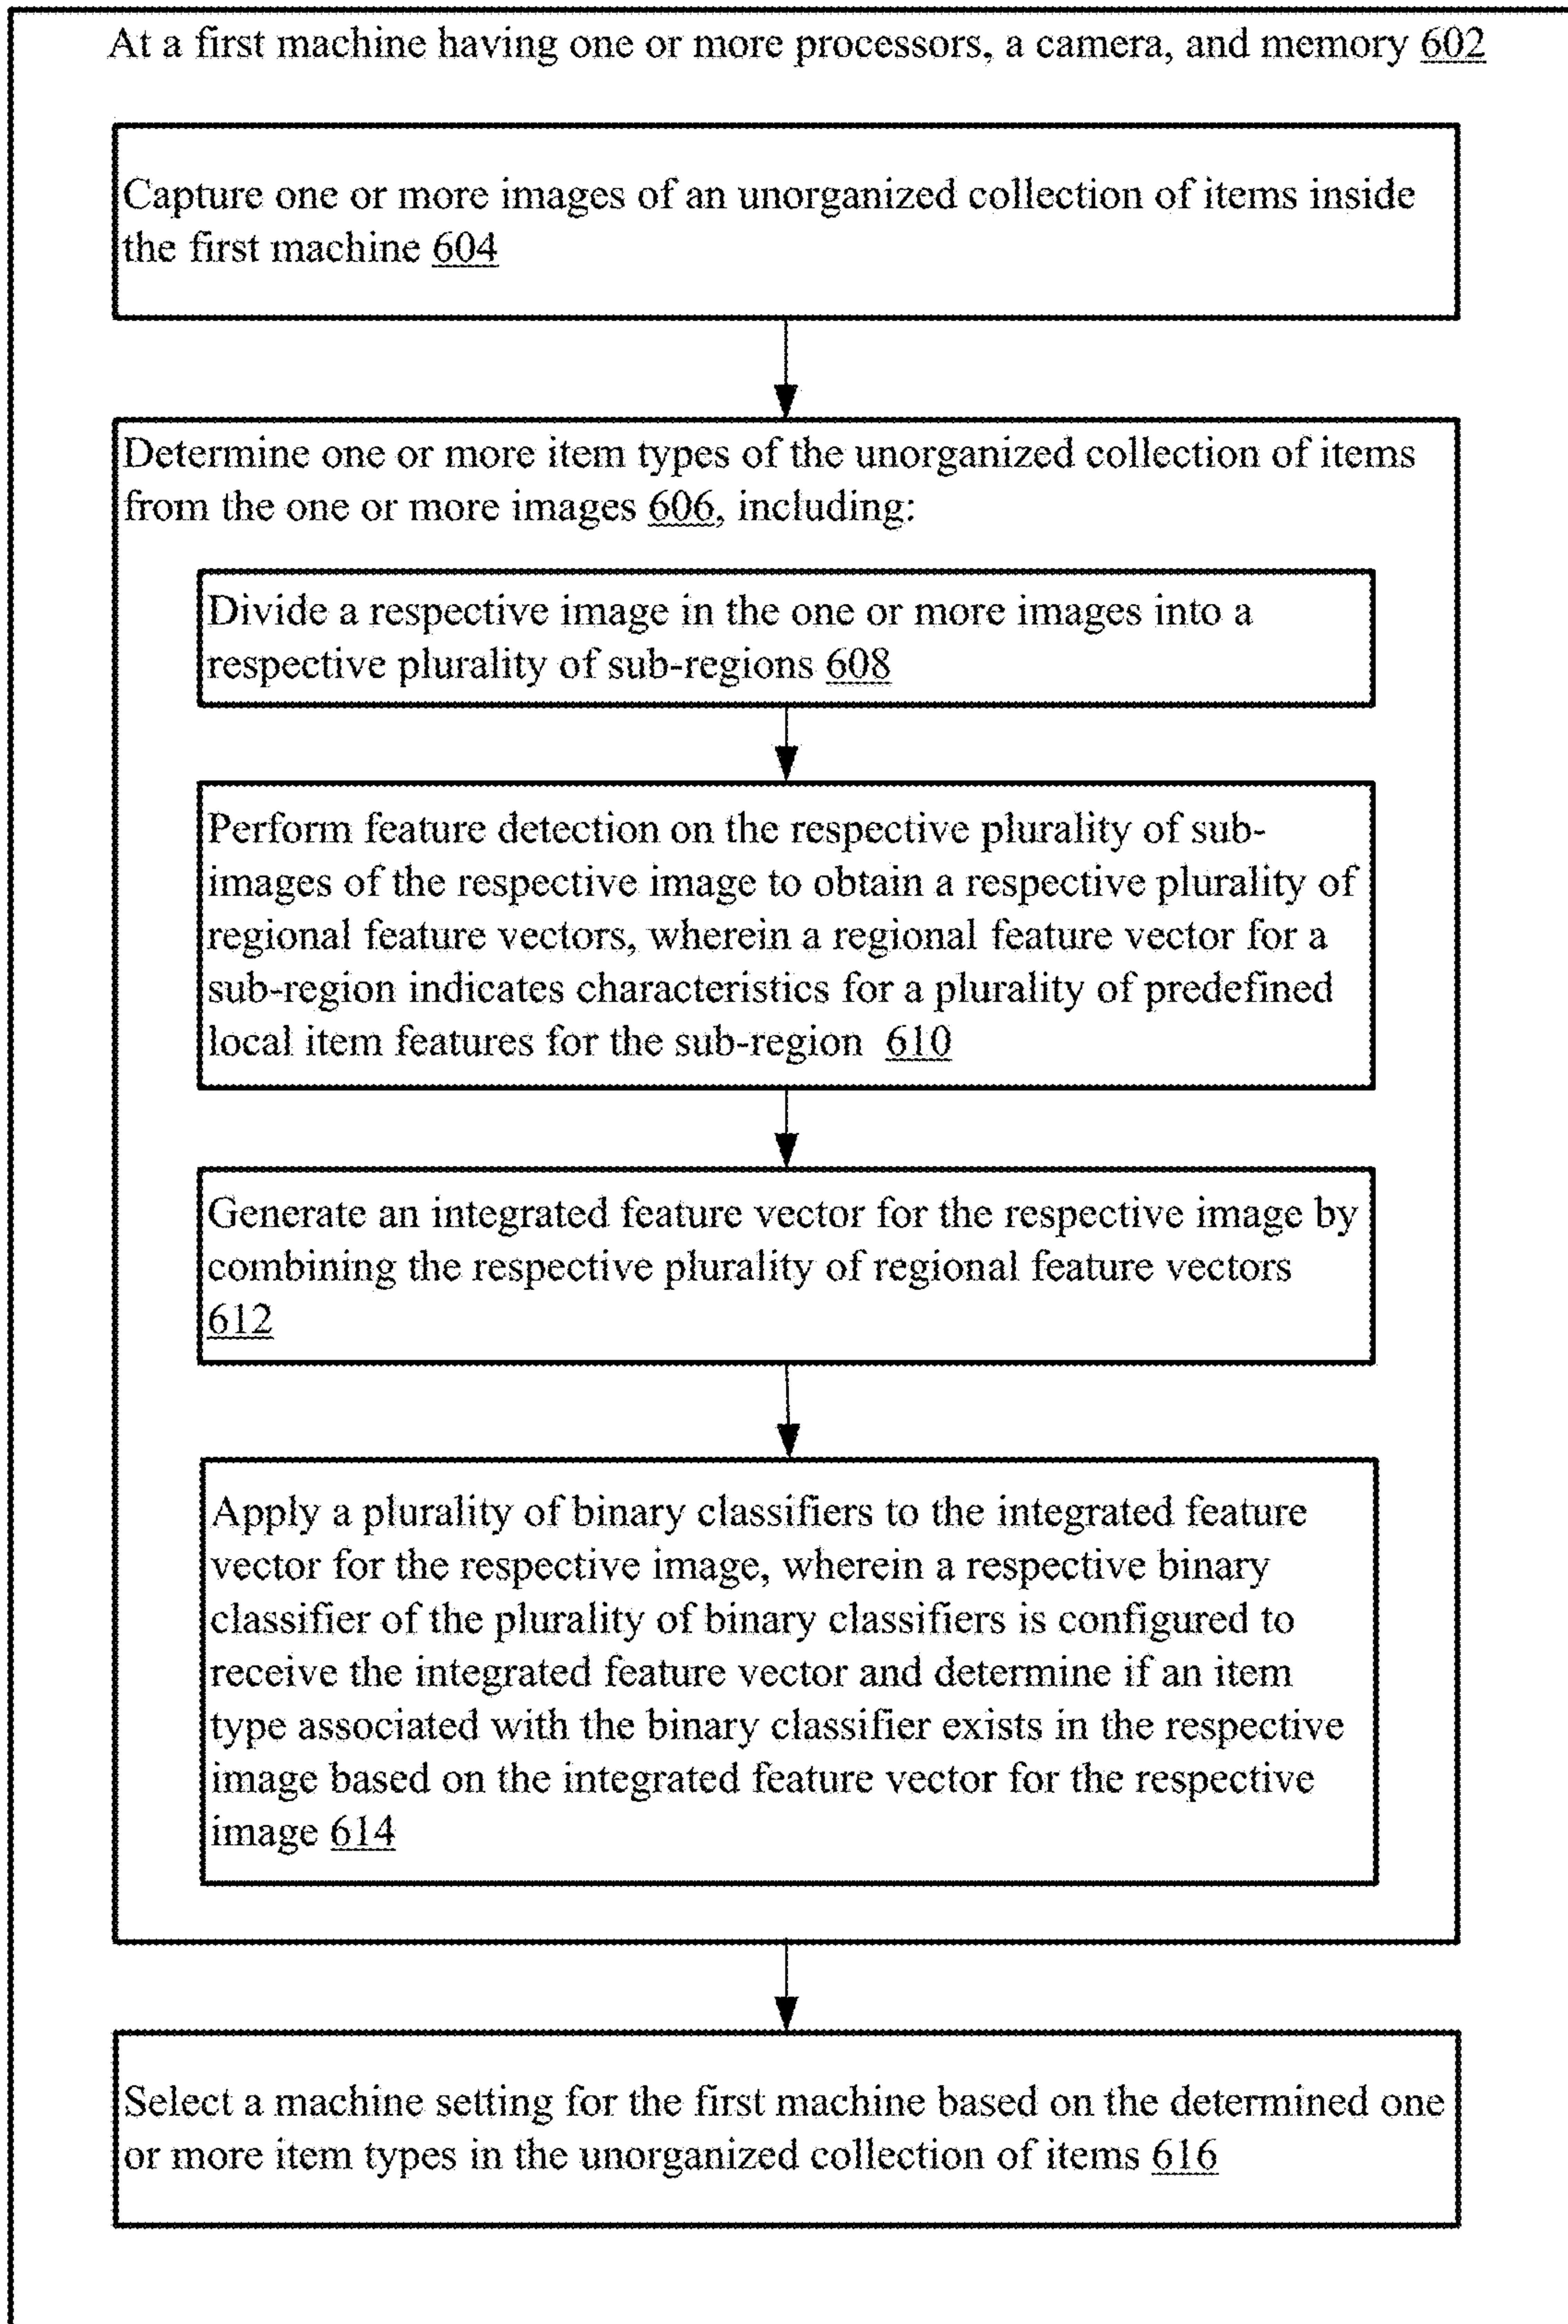 At a first machine having one or more processors, a camera, and memory 602
Capture one or more images of an unorganized collection of items inside
the first machine 604
Determine one or more item types of the unorganized collection of items
from the one or more images 606, including:
Divide a respective image in the one or more images into a
respective plurality of sub-regions 608
Perform feature detection on the respective plurality of sub-
images of the respective image to obtain a respective plurality of
regional feature vectors, wherein a regional feature vector for a
sub-region indicates characteristics for a plurality of predefined
local item features for the sub-region 610
Generate an integrated feature vector for the respective image by
combining the respective plurality of regional feature vectors
612
Apply a plurality of binary classifiers to the integrated feature
vector for the respective image, wherein a respective binary
classifier of the plurality of binary classifiers is configured to
receive the integrated feature vector and determine if an item
type associated with the binary classifier exists in the respective
image based on the integrated feature vector for the respective
image 614
Select a machine setting for the first machine based on the determined one
or more item types in the unorganized collection of items 616